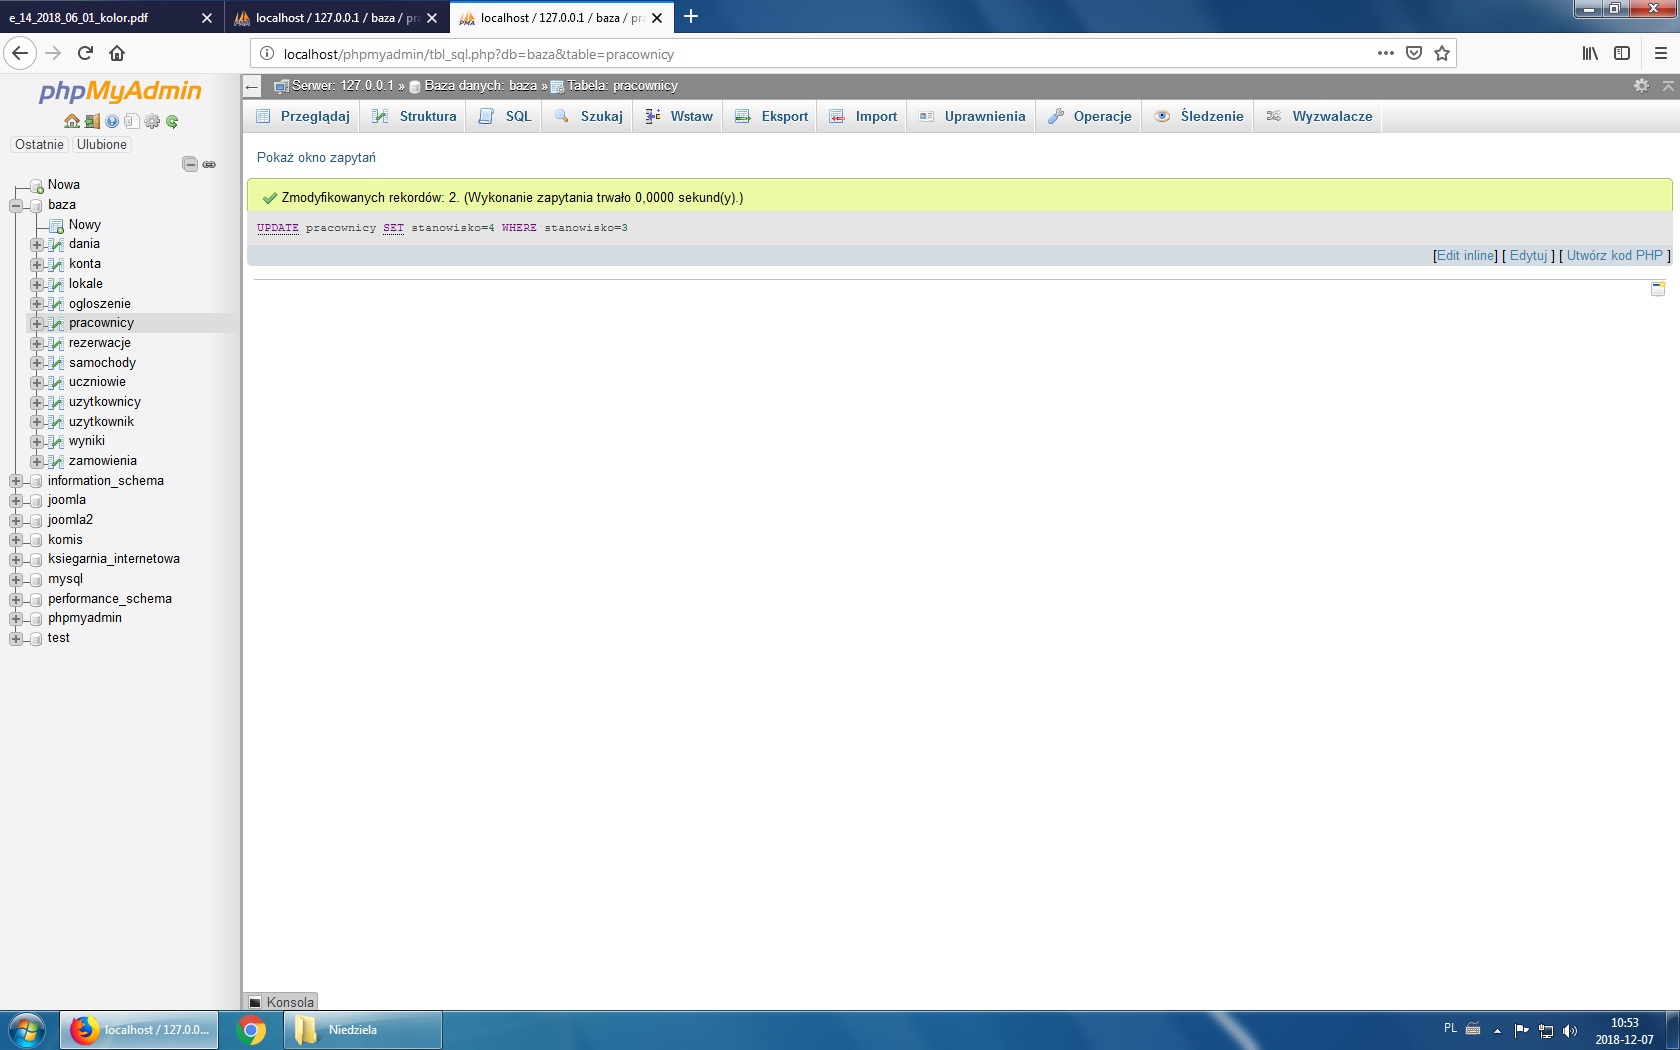 e_14_2018_06_01_kolor.pdf
localhost / 127.0.0.1 / baza / pr
localhost / 127.0.0.1 / baza / pr
localhost/phpmyadmin/tbl_sql.php?db=baza&table=pracownicy
phpMyAdmin
Ostatnie Ulubione
Nowa
baza
Nowy
dania
konta
lokale
ogloszenie
pracownicy
rezerwacje
samochody
uczniowie
uzytkownicy
uzytkownik
wyniki
zamowienia
information_schema
joomla
joomla2
komis
ksiegarnia_internetowa
mysql
performance_schema
phpmyadmin
test
Serwer: 127.0.0.1 » Baza danych: baza » Tabela: pracownicy
Przeglądaj Struktura SQL Szukaj Wstaw Eksport Import Uprawnienia Operacje Śledzenie Wyzwalacze
Pokaż okno zapytań
Zmodyfikowanych rekordów: 2. (Wykonanie zapytania trwało 0,0000 sekund(y).)
UPDATE pracownicy SET stanowisko=4 WHERE stanowisko=3
[Edit inline] [ Edytuj ] [ Utwórz kod PHP ]
Konsola
localhost / 127.0.0...
Niedziela
PL
10:53
2018-12-07